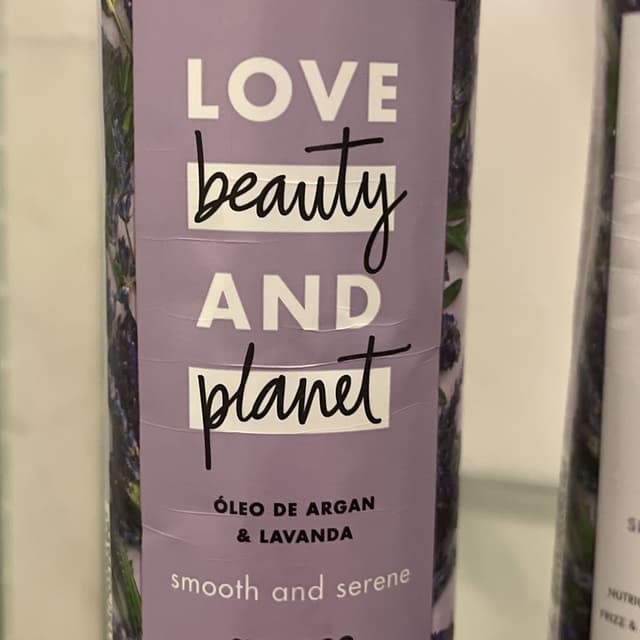 LOVE
beauty
AND
planet
ÓLEO DE ARGAN
& LAVANDA
smooth and serene